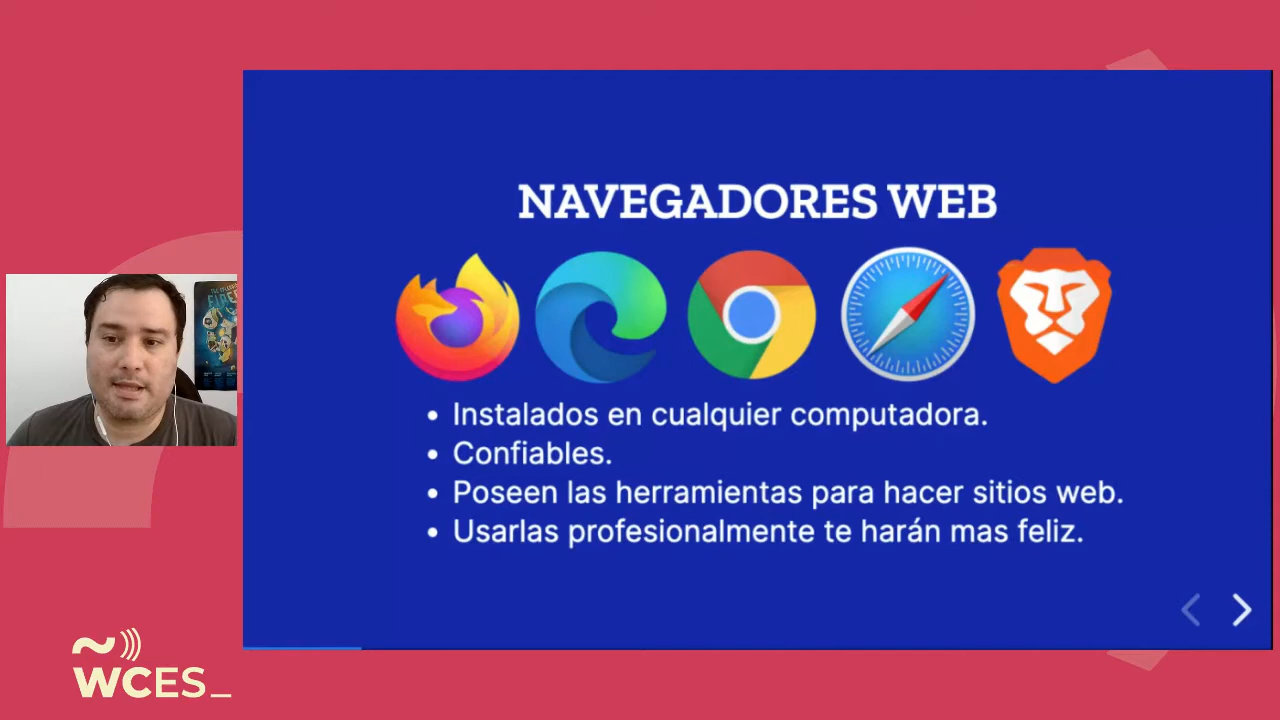 NAVEGADORES WEB
Instalados en cualquier computadora.
Confiables.
Poseen las herramientas para hacer sitios web.
Usarlas profesionalmente te harán mas feliz.
WCES_